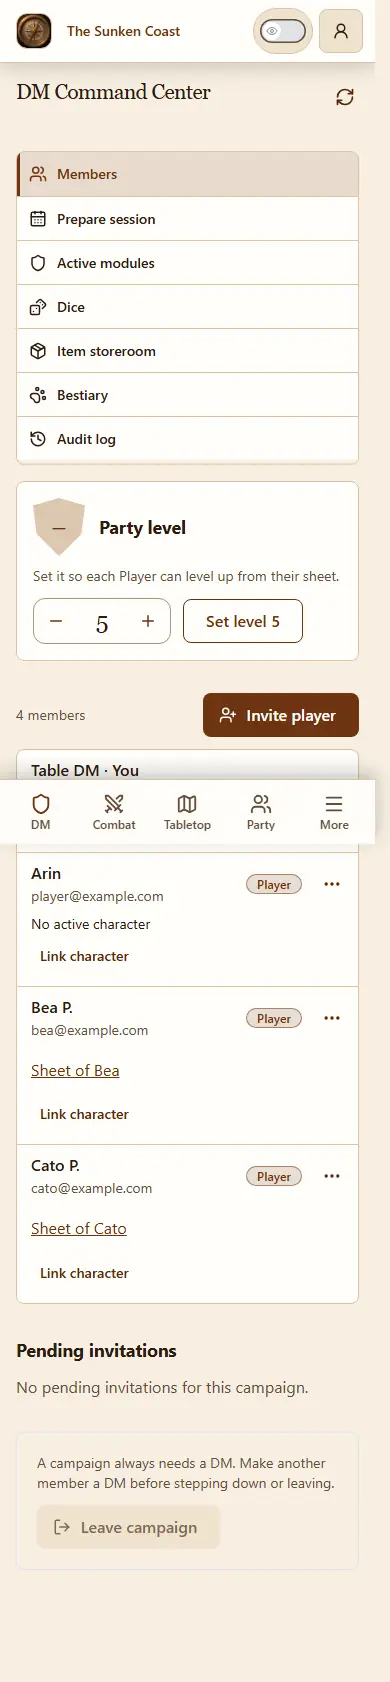 The Sunken Coast
DM Command Center
Members
Prepare session
Active modules
Dice
Item storeroom
Bestiary
Audit log
Party level
Set it so each Player can level up from their sheet.
5
Set level 5
4 members
Invite player
Table DM · You
DM
Combat
Tabletop
Party
More
Arin
player@example.com
Player
No active character
Link character
Bea P.
bea@example.com
Player
Sheet of Bea
Link character
Cato P.
cato@example.com
Player
Sheet of Cato
Link character
Pending invitations
No pending invitations for this campaign.
A campaign always needs a DM. Make another
member a DM before stepping down or leaving.
Leave campaign